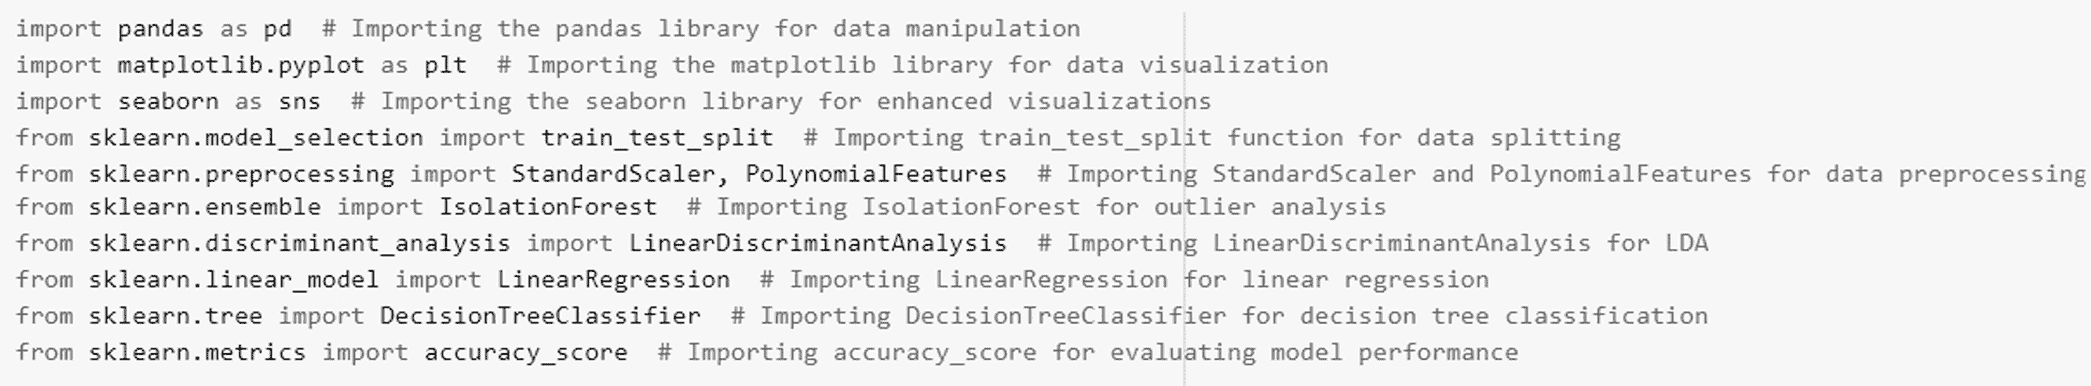 import pandas as pd  # Importing the pandas library for data manipulation
import matplotlib.pyplot as plt  # Importing the matplotlib library for data visualization
import seaborn as sns  # Importing the seaborn library for enhanced visualizations
from sklearn.model_selection import train_test_split  # Importing train_test_split function for data splitting
from sklearn.preprocessing import StandardScaler, PolynomialFeatures  # Importing StandardScaler and PolynomialFeatures for data preprocessing
from sklearn.ensemble import IsolationForest  # Importing IsolationForest for outlier analysis
from sklearn.discriminant_analysis import LinearDiscriminantAnalysis  # Importing LinearDiscriminantAnalysis for LDA
from sklearn.linear_model import LinearRegression  # Importing LinearRegression for linear regression
from sklearn.tree import DecisionTreeClassifier  # Importing DecisionTreeClassifier for decision tree classification
from sklearn.metrics import accuracy_score  # Importing accuracy_score for evaluating model performance